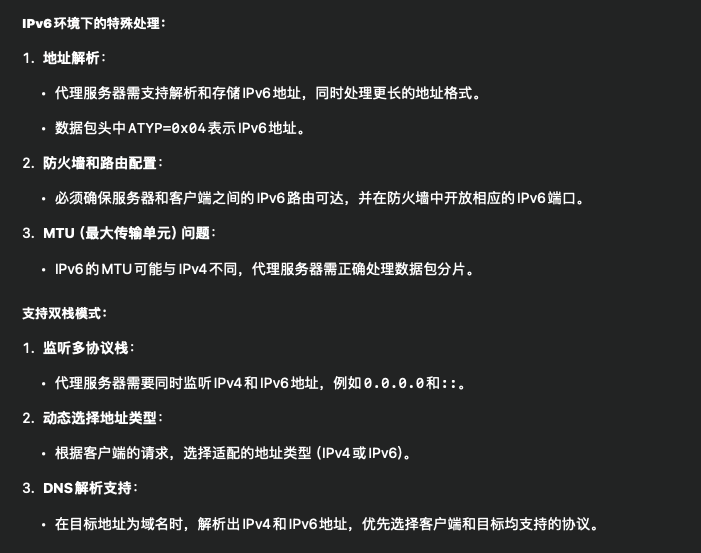 IPv6环境下的特殊处理：
1. 地址解析：
• 代理服务器需支持解析和存储IPv6地址，同时处理更长的地址格式。
• 数据包头中ATYP=0x04表示IPv6地址。
2. 防火墙和路由配置：
• 必须确保服务器和客户端之间的IPv6路由可达，并在防火墙中开放相应的IPv6端口。
3. MTU（最大传输单元）问题：
• IPv6的MTU可能与IPv4不同，代理服务器需正确处理数据包分片。
支持双栈模式：
1. 监听多协议栈：
• 代理服务器需要同时监听IPv4和IPv6地址，例如0.0.0.0和::。
2. 动态选择地址类型：
• 根据客户端的请求，选择适配的地址类型（IPv4或IPv6）。
3. DNS解析支持：
• 在目标地址为域名时，解析出IPv4和IPv6地址，优先选择客户端和目标均支持的协议。